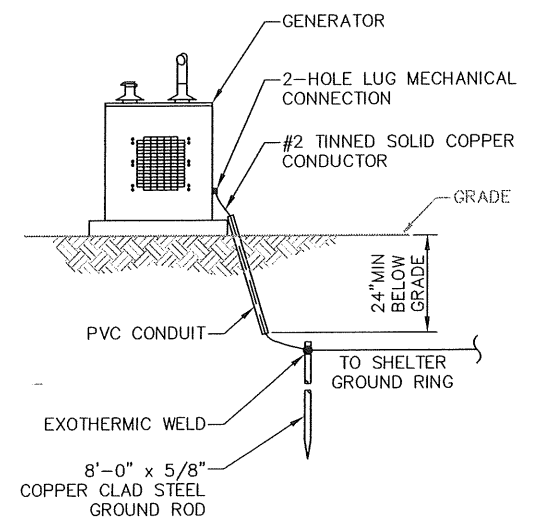 GENERATOR
2-HOLE LUG MECHANICAL
CONNECTION
#2 TINNED SOLID COPPER
CONDUCTOR
GRADE
24"MIN
BELOW
GRADE
PVC CONDUIT
TO SHELTER
GROUND RING
EXOTHERMIC WELD
8'-0" x 5/8"
COPPER CLAD STEEL
GROUND ROD